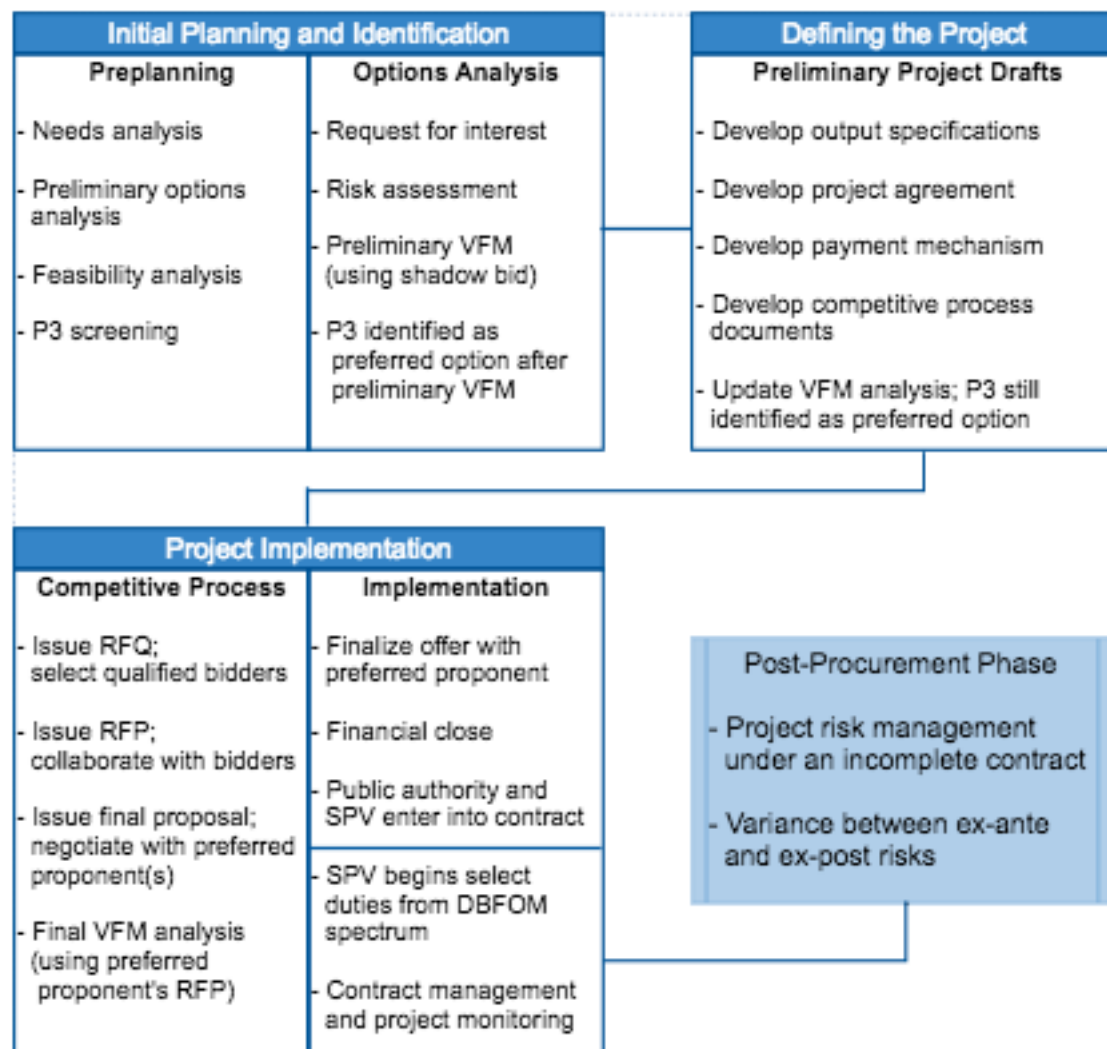 Initial Planning and Identification
Preplanning
- Needs analysis
- Preliminary options
analysis
- Feasibility analysis
- P3 screening
Options Analysis
- Request for interest
- Risk assessment
- Preliminary VFM
(using shadow bid)
- P3 identified as
preferred option after
preliminary VFM
Defining the Project
Preliminary Project Drafts
- Develop output specifications
- Develop project agreement
- Develop payment mechanism
- Develop competitive process
documents
- Update VFM analysis; P3 still
identified as preferred option
Project Implementation
Competitive Process
- Issue RFQ;
select qualified bidders
- Issue RFP;
collaborate with bidders
- Issue final proposal;
negotiate with preferred
proponent(s)
- Final VFM analysis
(using preferred
proponent's RFP)
Implementation
- Finalize offer with
preferred proponent
- Financial close
- Public authority and
SPV enter into contract
- SPV begins select
duties from DBFOM
spectrum
- Contract management
and project monitoring
Post-Procurement Phase
- Project risk management
under an incomplete contract
- Variance between ex-ante
and ex-post risks